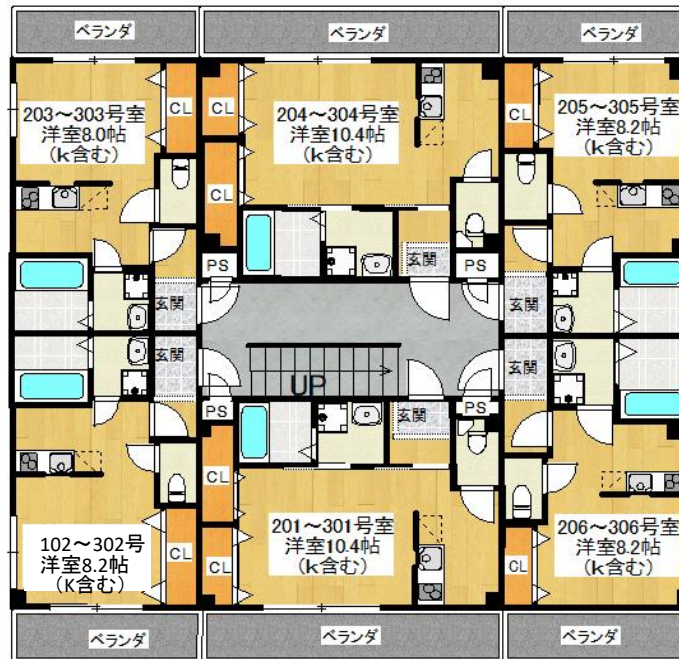 ベランダ
ベランダ
ベランダ
203～303号室
洋室8.0帖
（k含む）
CL
CL
204～304号室
洋室10.4帖
（k含む）
CL
205～305号室
洋室8.2帖
（k含む）
CL
PS
玄関
PS
玄関
玄関
玄関
玄関
UP
PS
玄関
PS
CL
102～302号
洋室8.2帖
（K含む）
CL
CL
201～301号室
洋室10.4帖
（k含む）
CL
206～306号室
洋室8.2帖
（k含む）
ベランダ
ベランダ
ベランダ